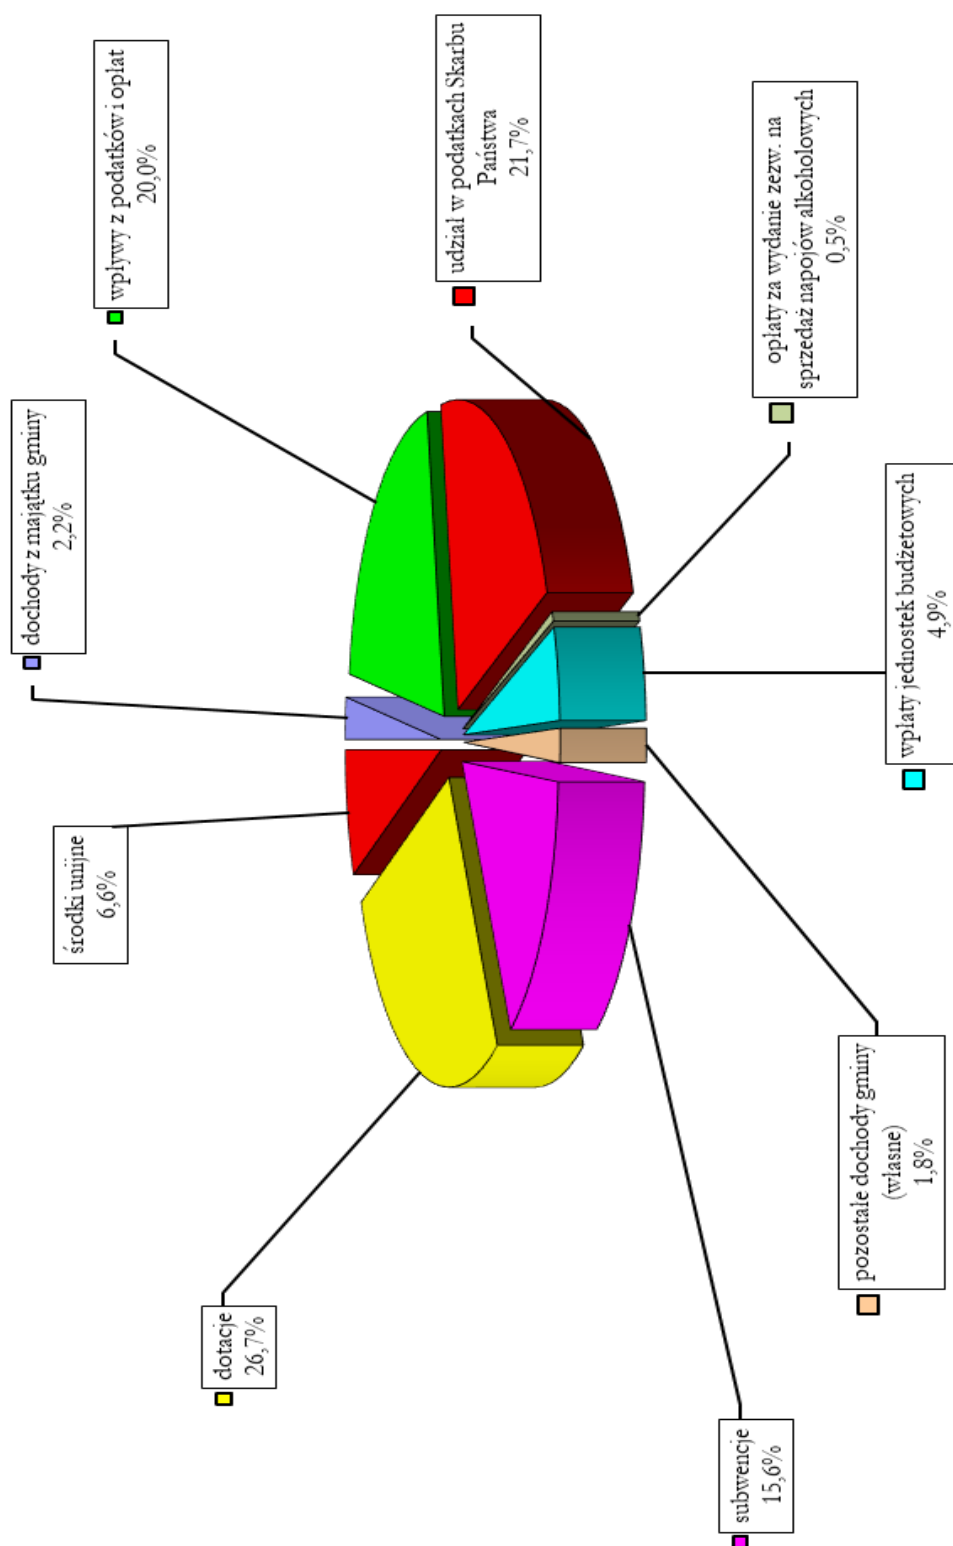 dochody z majątku gminy
2,2%
środki unijne
6,6%
wpływy z podatków i opłat
20,0%
dotacje
26,7%
udział w podatkach Skarbu
Państwa
21,7%
subwencje
15,6%
opłaty za wydanie zezw. na
sprzedaż napojów alkoholowych
0,5%
pozostałe dochody gminy
(własne)
1,8%
wpłaty jednostek budżetowych
4,9%